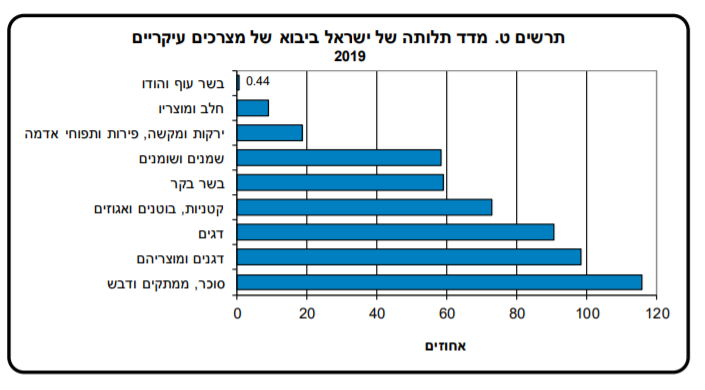 תרשים ט. מדד תלותה של ישראל ביבוא של מצרכים עיקריים
2019
בשר עוף והודו 0.44
חלב ומוצריו
ירקות ומקשה, פירות ותפוחי אדמה
שמנים ושומנים
בשר בקר
קטניות, בוטנים ואגוזים
דגים
דגנים ומוצריהם
סוכר, ממתקים ודבש
0 20 40 60 80 100 120
אחוזים